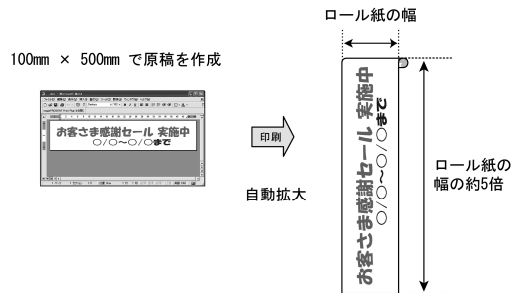 ロール紙の幅
100mm × 500mm で原稿を作成
お客さま感謝セール 実施中
○/○～○/○まで
印刷
自動拡大
お客さま感謝セール 実施中
○/○～○/○まで
ロール紙の
幅の約5倍